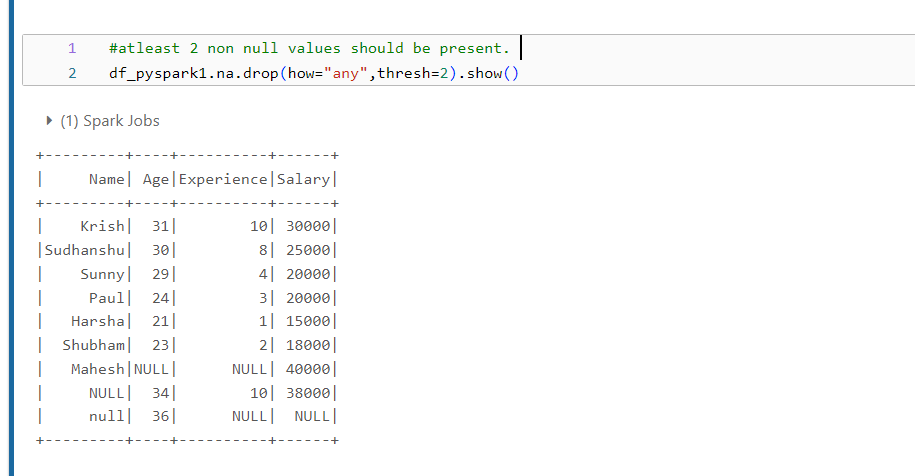 1 #atleast 2 non null values should be present.
2 df_pyspark1.na.drop(how="any",thresh=2).show()
(1) Spark Jobs
+---------+----+----------+------+
|     Name| Age|Experience|Salary|
+---------+----+----------+------+
|    Krish|  31|        10| 30000|
|Sudhanshu|  30|         8| 25000|
|    Sunny|  29|         4| 20000|
|     Paul|  24|         3| 20000|
|   Harsha|  21|         1| 15000|
|  Shubham|  23|         2| 18000|
|   Mahesh|NULL|      NULL| 40000|
|     NULL|  34|        10| 38000|
|     null|  36|      NULL|  NULL|
+---------+----+----------+------+